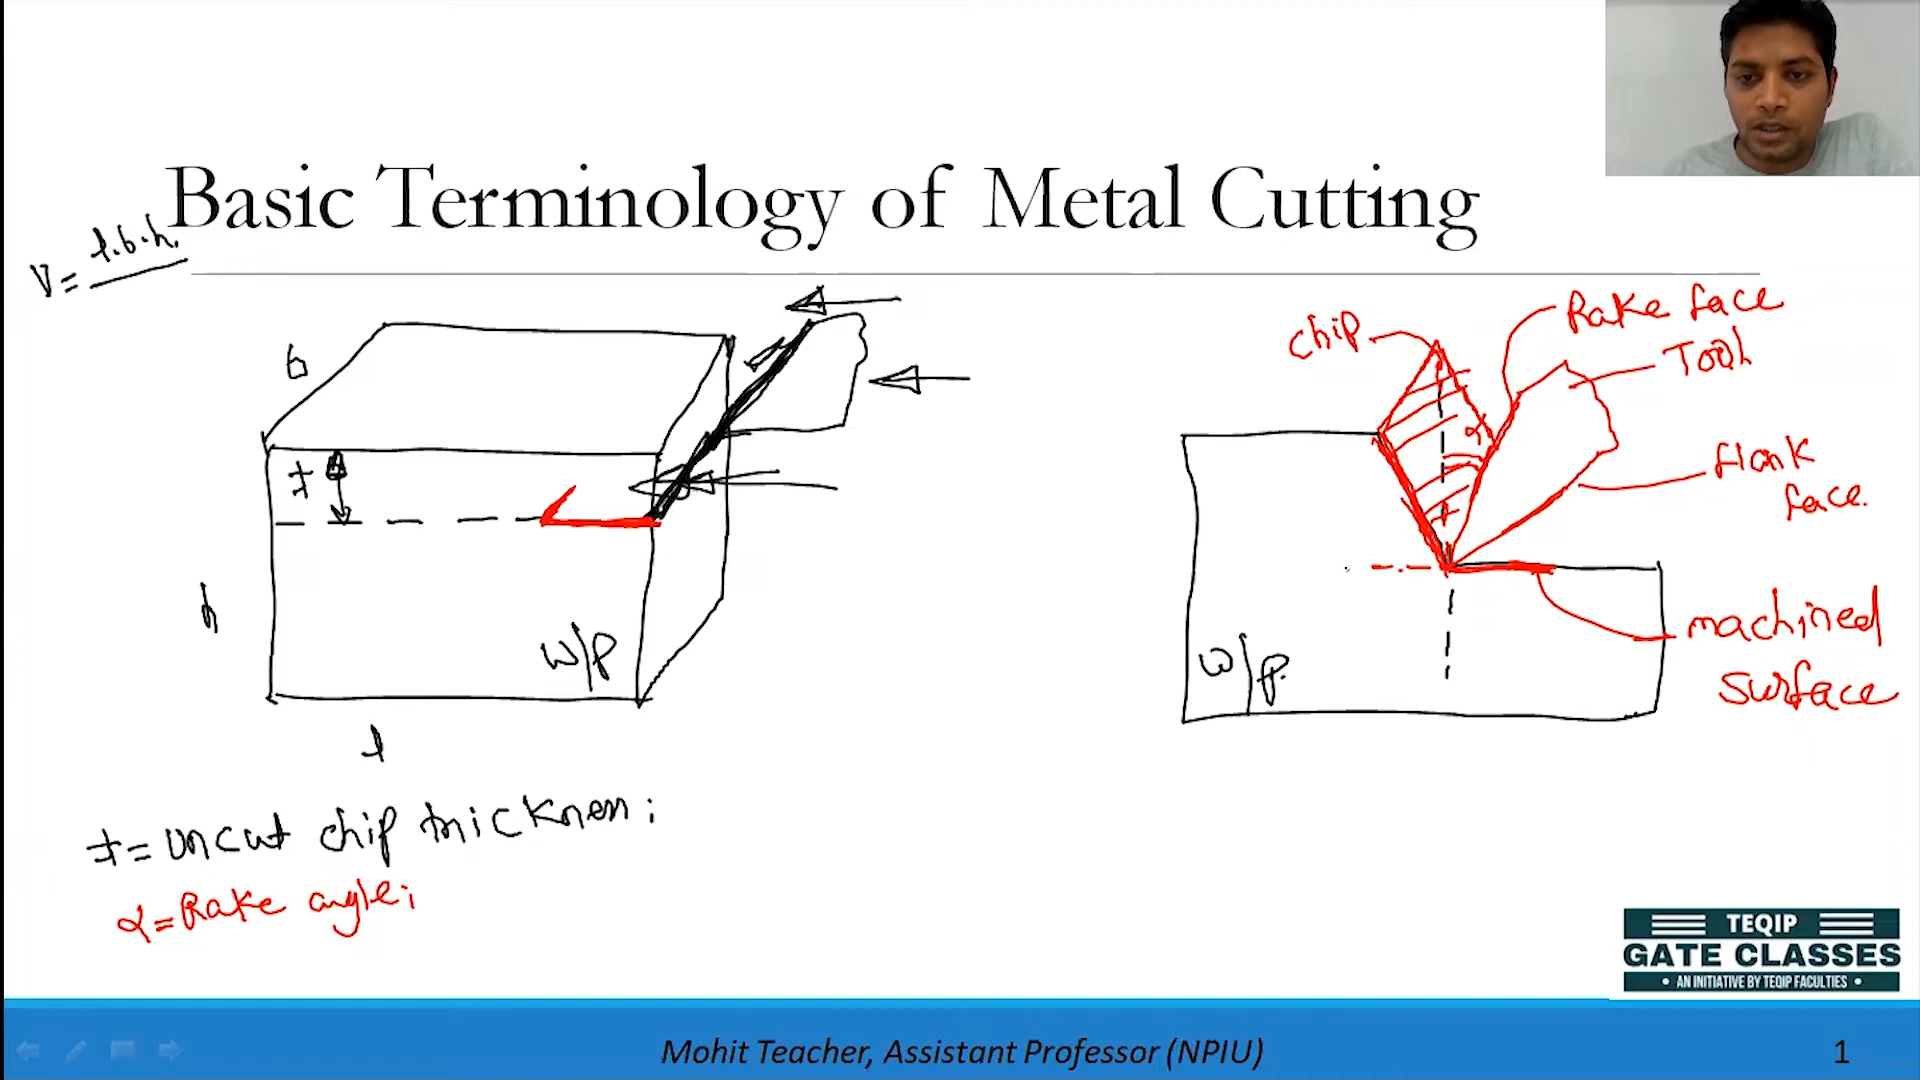 Basic Terminology of Metal Cutting
V = l.b.h.
b
t
h
l
W/P
t = uncut chip thickness;
α = Rake angle;
chip
Rake face
Tool
α
flank
face.
machined
surface
W/P.
TEQIP
GATE CLASSES
• AN INITIATIVE BY TEQIP FACULTIES •
Mohit Teacher, Assistant Professor (NPIU)
1